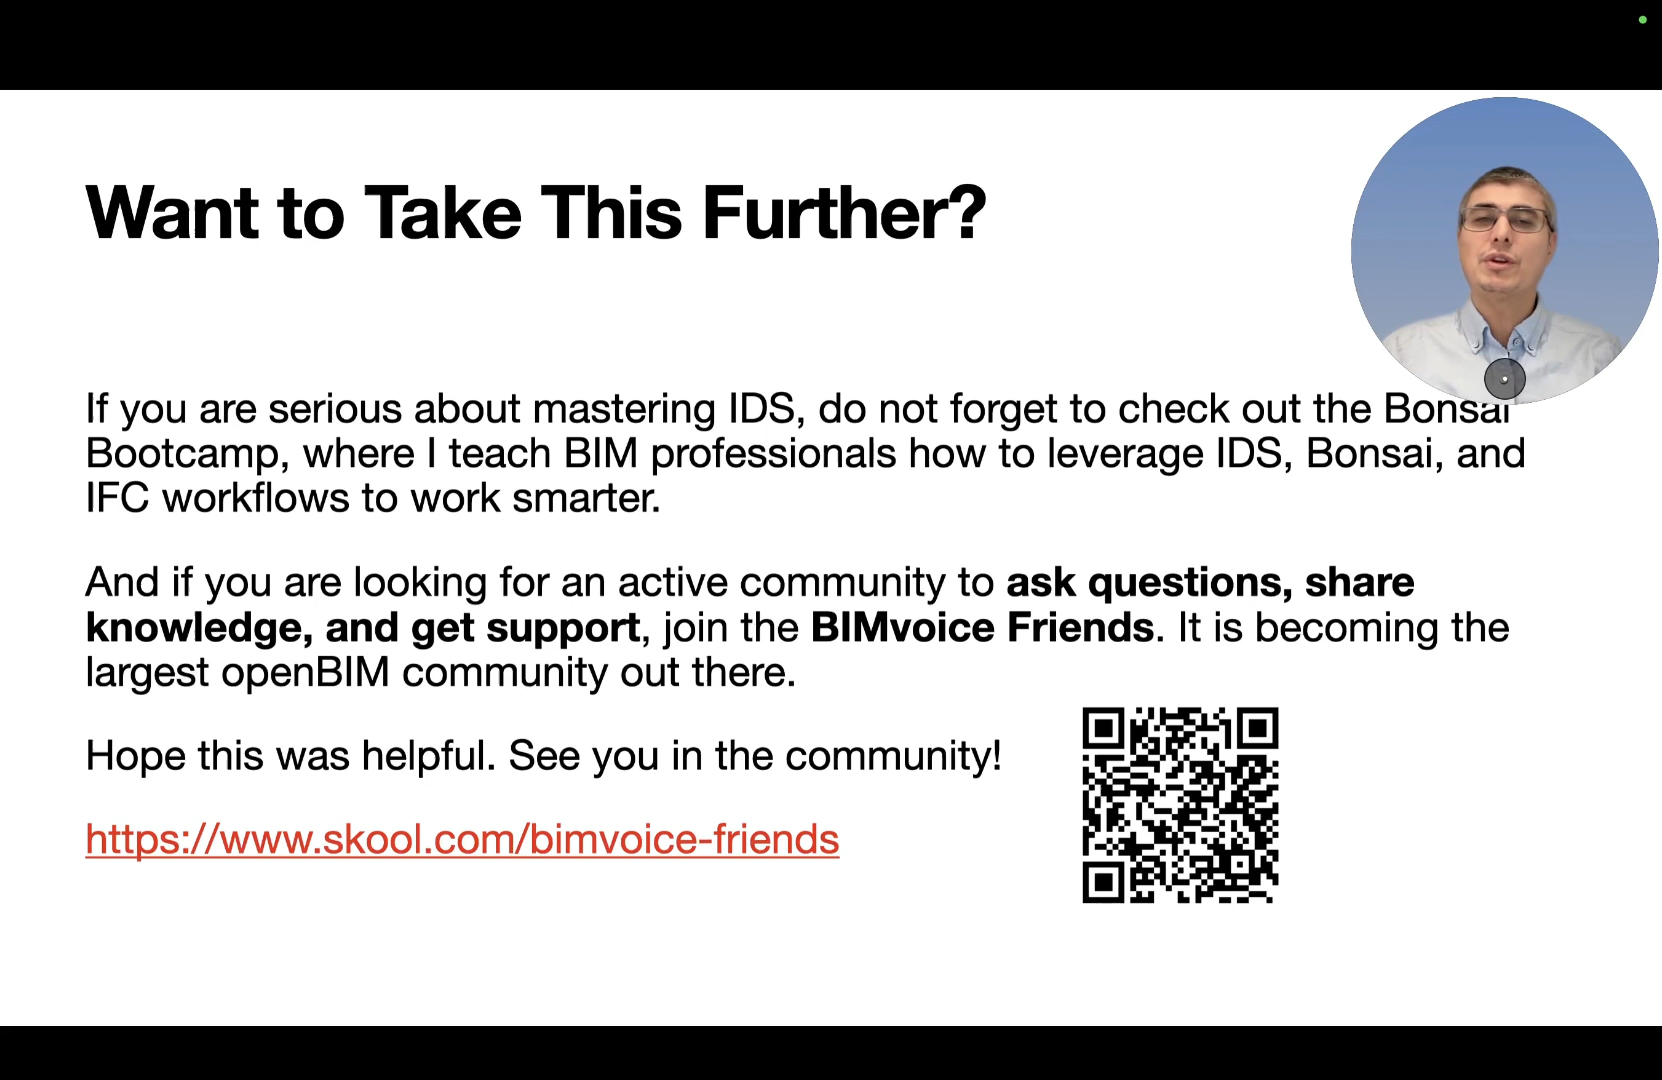 Want to Take This Further?
If you are serious about mastering IDS, do not forget to check out the Bonsai
Bootcamp, where I teach BIM professionals how to leverage IDS, Bonsai, and
IFC workflows to work smarter.
And if you are looking for an active community to ask questions, share
knowledge, and get support, join the BIMvoice Friends. It is becoming the
largest openBIM community out there.
Hope this was helpful. See you in the community!
https://www.skool.com/bimvoice-friends